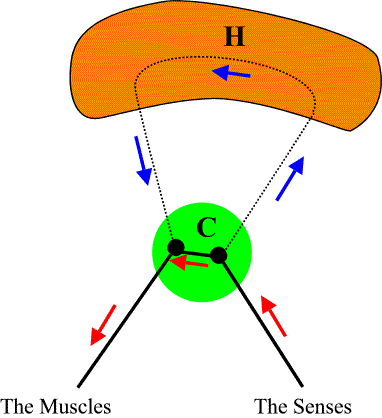 H
C
The Muscles
The Senses